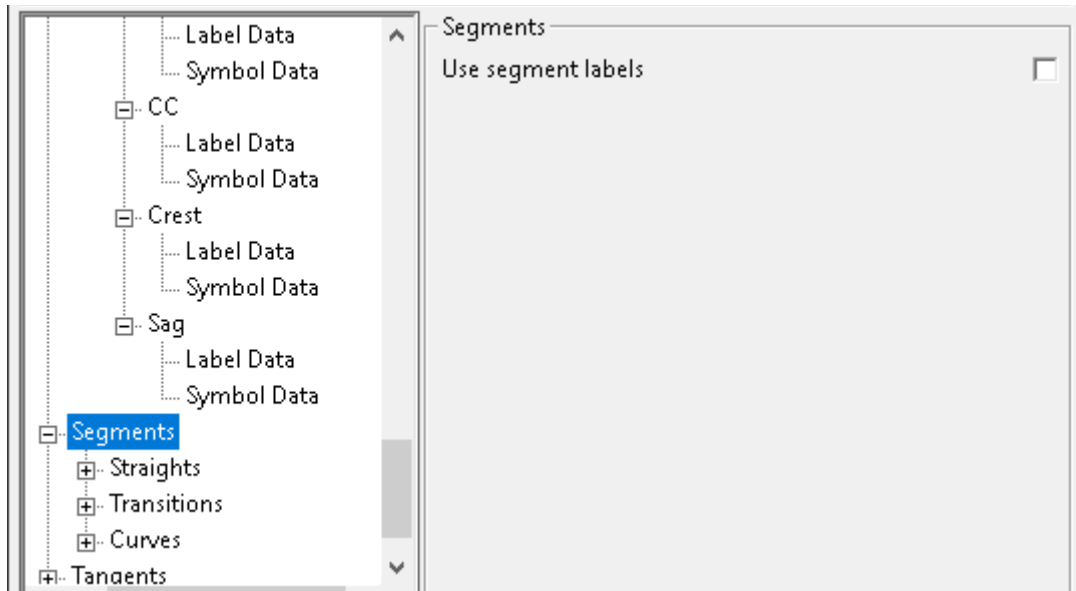 Label Data
Symbol Data
CC
Label Data
Symbol Data
Crest
Label Data
Symbol Data
Sag
Label Data
Symbol Data
Segments
Straights
Transitions
Curves
Tangents
Segments
Use segment labels